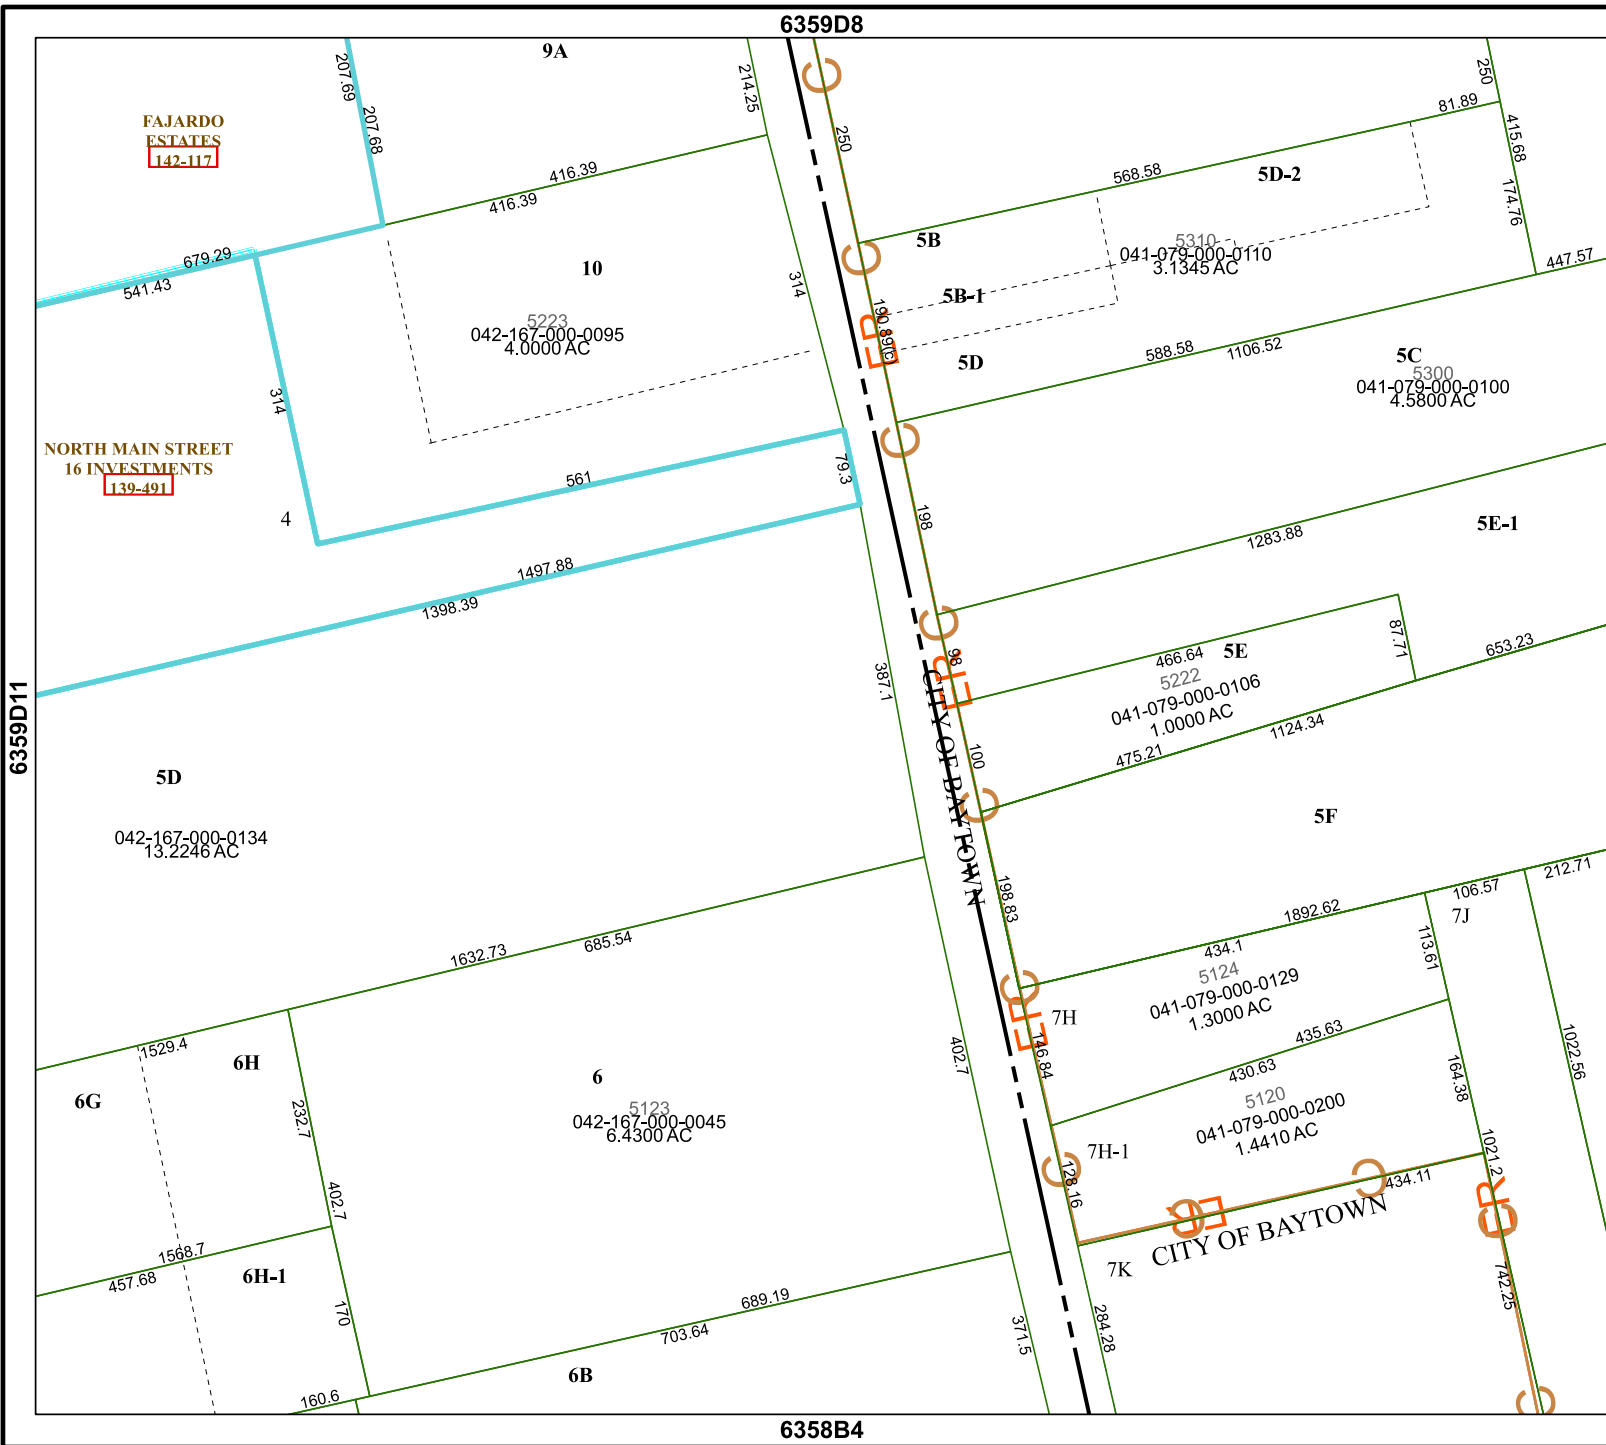 6359D8
9A
207.69
207.68
214.25
250
250
81.89
415.68
174.76
FAJARDO
ESTATES
142-117
416.39
416.39
568.58
5D-2
679.29
541.43
10
314
5B
5310
041-079-000-0110
3.1345 AC
447.57
5B-1
190.89(c)
ER
5223
042-167-000-0095
4.0000 AC
5D
588.58
1106.52
5C
5300
041-079-000-0100
4.5800 AC
314
NORTH MAIN STREET
16 INVESTMENTS
139-491
4
561
79.3
198
1283.88
5E-1
1497.88
1398.39
98
ER
466.64
5E
87.71
653.23
5222
041-079-000-0106
1.0000 AC
387.1
CITY OF BAYTOWN
100
475.21
1124.34
6359D11
5D
042-167-000-0134
13.2246 AC
5F
198.83
1892.62
106.57
212.71
7J
434.1
113.61
5124
041-079-000-0129
1.3000 AC
1632.73
685.54
7H
ER
146.84
435.63
430.63
164.38
1022.56
1529.4
6H
6G
232.7
6
5123
042-167-000-0045
6.4300 AC
402.7
5120
041-079-000-0200
1.4410 AC
7H-1
128.16
1021.2
434.11
ER
ER
CITY OF BAYTOWN
402.7
1568.7
457.68
6H-1
170
7K
742.25
689.19
703.64
371.5
284.28
6B
160.6
6358B4